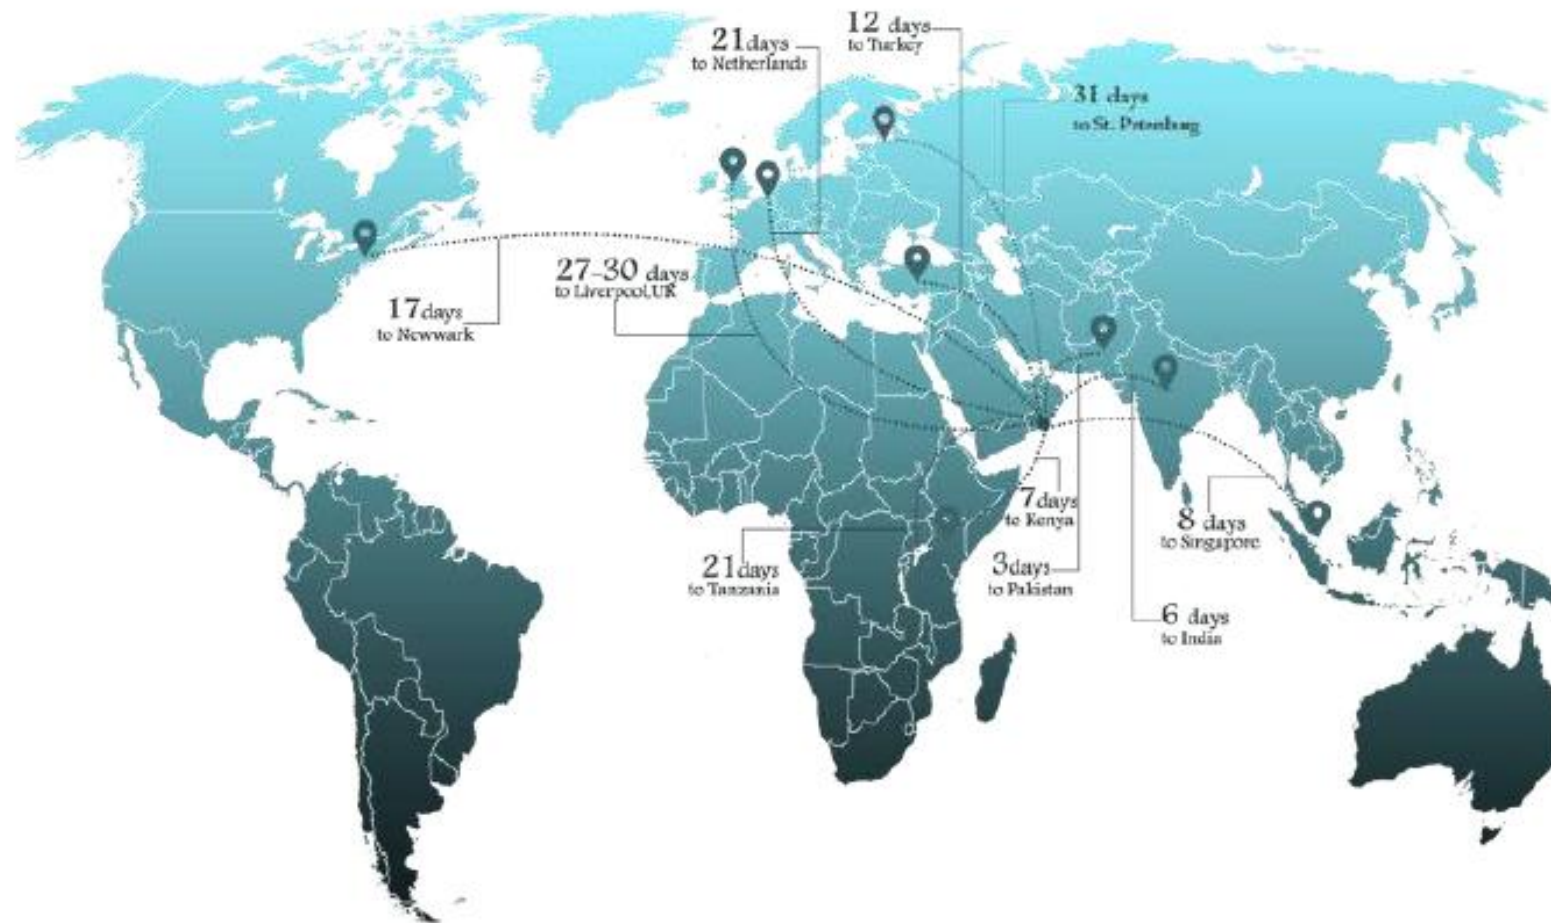 12 days
to Turkey
21days
to Netherlands
31 days
to St. Petersburg
27-30 days
to Liverpool,UK
17days
to Newwark
7days
to Kenya
8 days
to Singapore
21days
to Tanzania
3days
to Pakistan
6 days
to India